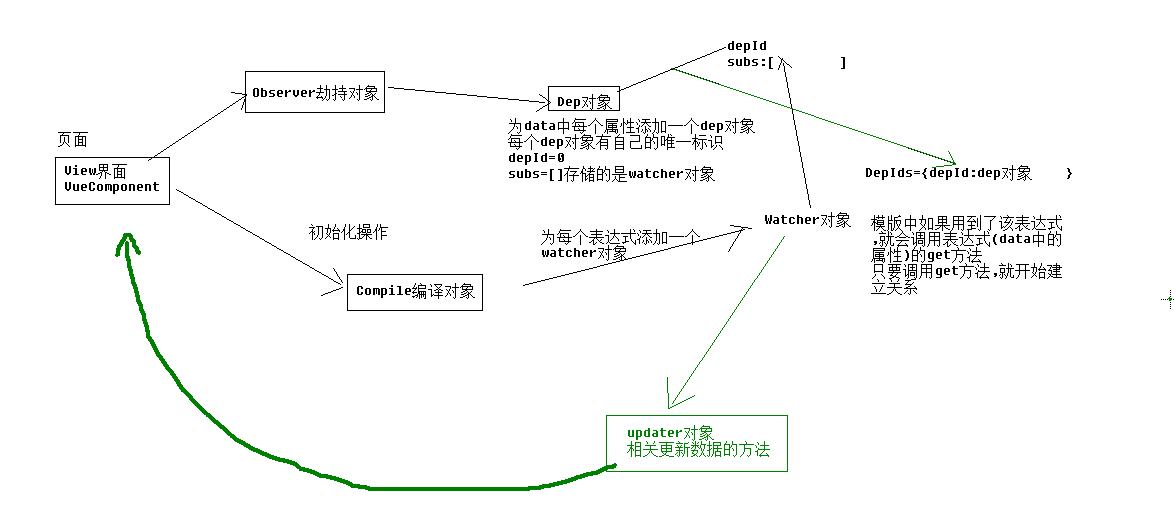 depId
subs:[ ]
Observer劫持对象
Dep对象
为data中每个属性添加一个dep对象
每个dep对象有自己的唯一标识
depId=0
subs=[]存储的是watcher对象
页面
View界面
VueComponent
DepIds={depId:dep对象 }
Watcher对象
模版中如果用到了该表达式
,就会调用表达式(data中的
属性)的get方法
只要调用get方法,就开始建
立关系
初始化操作
为每个表达式添加一个
watcher对象
Compile编译对象
updater对象
相关更新数据的方法